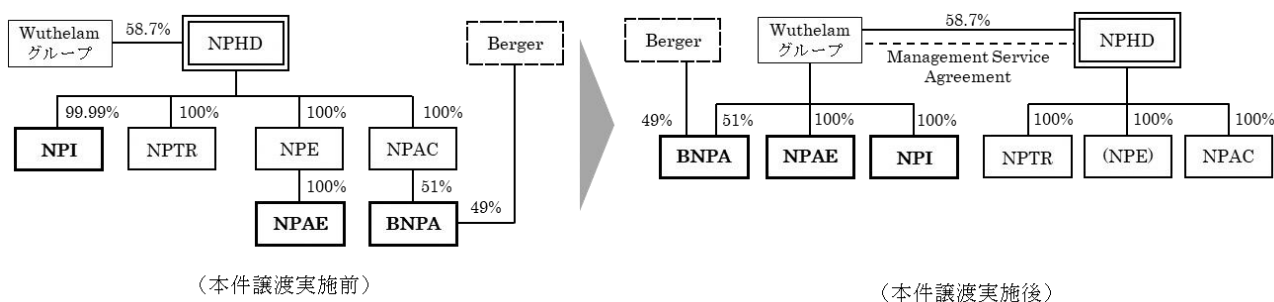 Wuthelam
グループ
58.7%
NPHD
Berger
99.99%
100%
100%
100%
NPI
NPTR
NPE
NPAC
100%
51%
49%
NPAE
BNPA
（本件譲渡実施前）
Berger
Wuthelam
グループ
58.7%
NPHD
Management Service
Agreement
49%
51%
100%
100%
100%
100%
100%
BNPA
NPAE
NPI
NPTR
(NPE)
NPAC
（本件譲渡実施後）